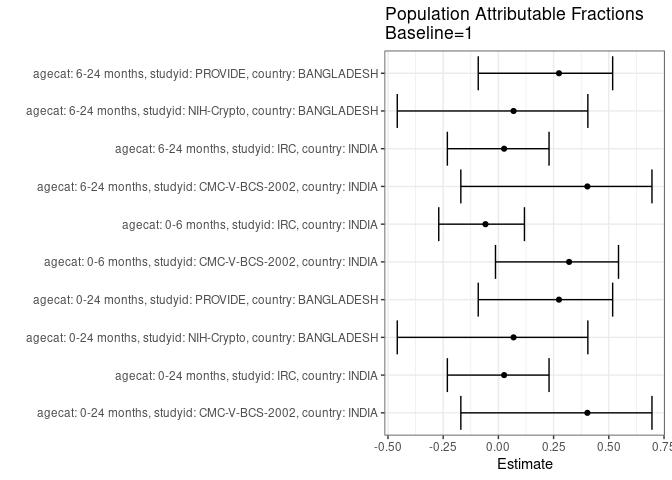 Population Attributable Fractions
Baseline=1
agecat: 6-24 months, studyid: PROVIDE, country: BANGLADESH
agecat: 6-24 months, studyid: NIH-Crypto, country: BANGLADESH
agecat: 6-24 months, studyid: IRC, country: INDIA
agecat: 6-24 months, studyid: CMC-V-BCS-2002, country: INDIA
agecat: 0-6 months, studyid: IRC, country: INDIA
agecat: 0-6 months, studyid: CMC-V-BCS-2002, country: INDIA
agecat: 0-24 months, studyid: PROVIDE, country: BANGLADESH
agecat: 0-24 months, studyid: NIH-Crypto, country: BANGLADESH
agecat: 0-24 months, studyid: IRC, country: INDIA
agecat: 0-24 months, studyid: CMC-V-BCS-2002, country: INDIA
-0.50 -0.25 0.00 0.25 0.50 0.75
Estimate